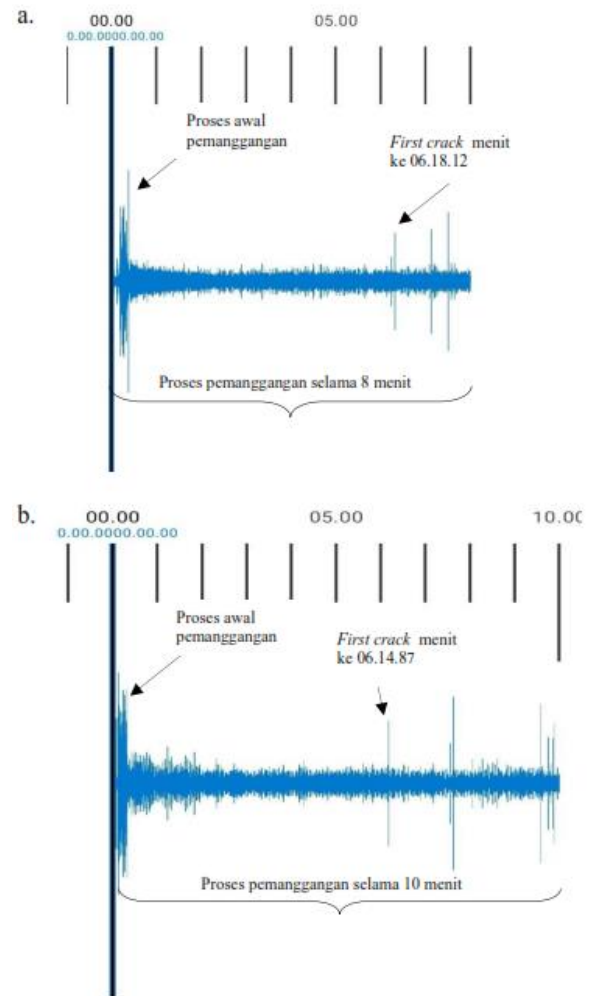 a.
00.00 05.00
0.00.0000.00.00
Proses awal
pemanggangan
First crack menit
ke 06.18.12
Proses pemanggangan selama 8 menit
b.
00.00 05.00 10.0
0.00.0000.00.00
Proses awal
pemanggangan
First crack menit
ke 06.14.87
Proses pemanggangan selama 10 menit